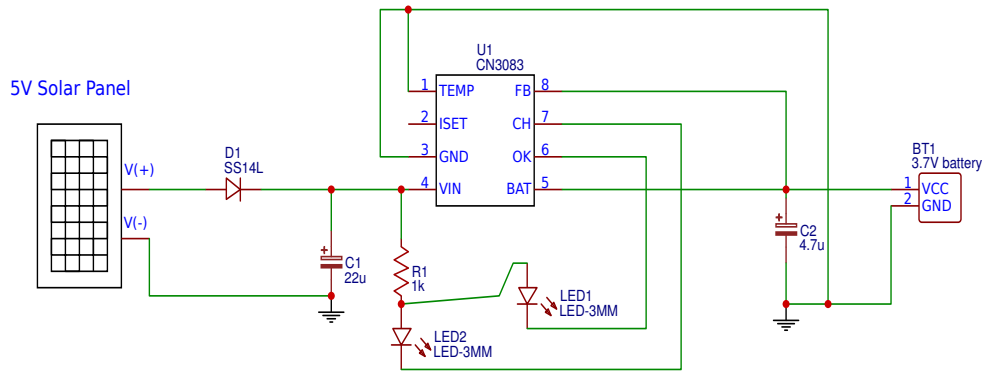 5V Solar Panel
V(+)
V(-)
D1
SS14L
+
C1
22u
R1
1k
LED2
LED-3MM
LED1
LED-3MM
U1
CN3083
1 TEMP
2 ISET
3 GND
4 VIN
FB 8
CH 7
OK 6
BAT 5
+
C2
4.7u
BT1
3.7V battery
1 VCC
2 GND